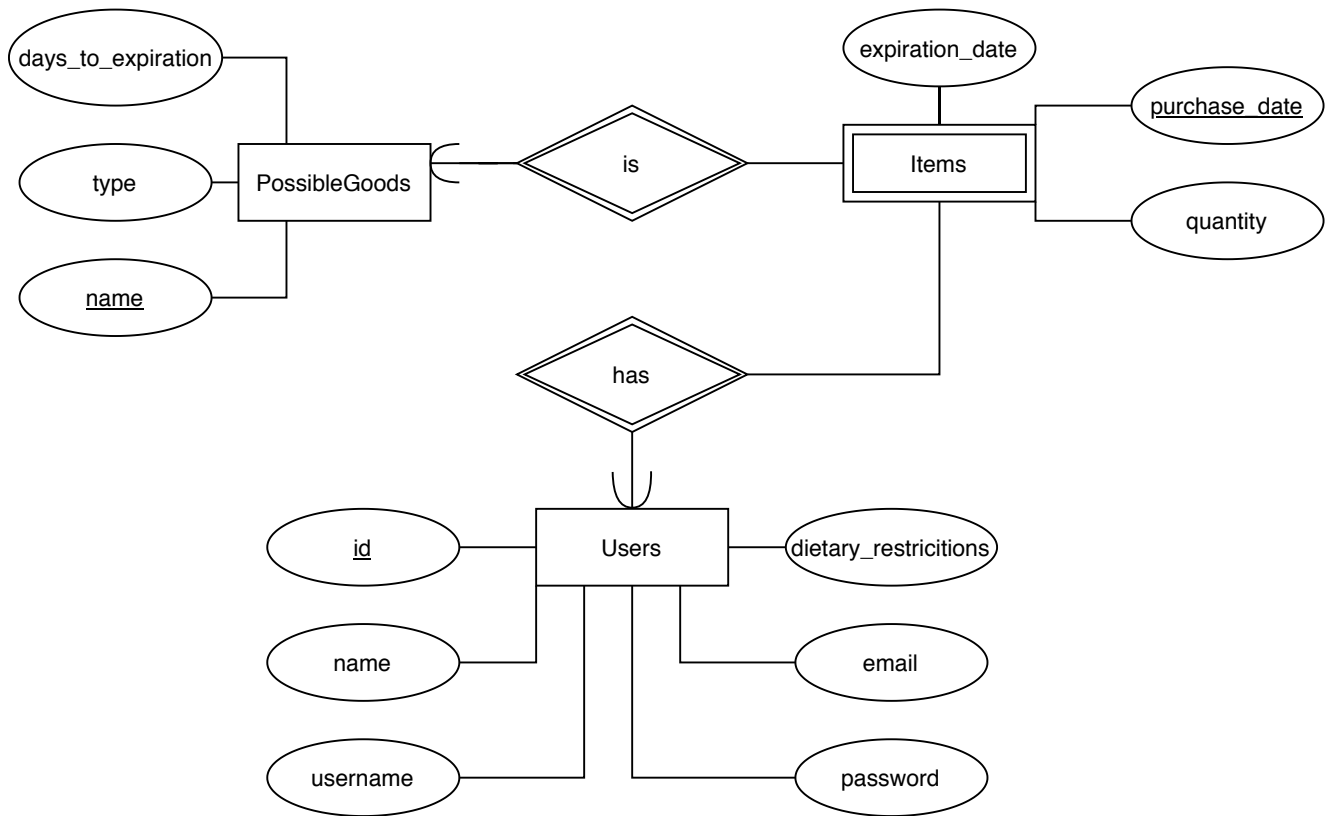 days_to_expiration
expiration_date
purchase_date
type
PossibleGoods
is
Items
name
quantity
has
id
Users
dietary_restricitions
name
email
username
password